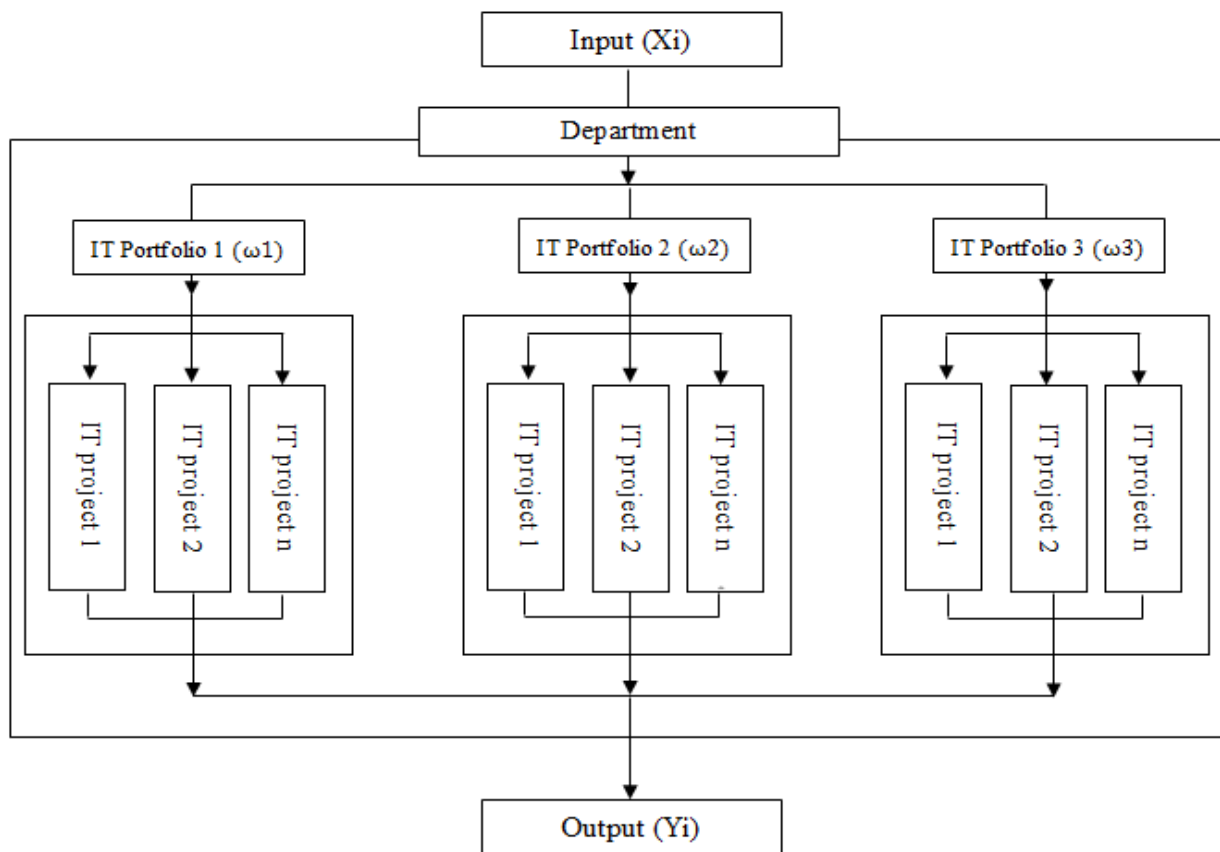 Input (Xi)
Department
IT Portfolio 1 (ω1)
IT Portfolio 2 (ω2)
IT Portfolio 3 (ω3)
IT project 1
IT project 2
IT project n
IT project 1
IT project 2
IT project n
IT project 1
IT project 2
IT project n
Output (Yi)